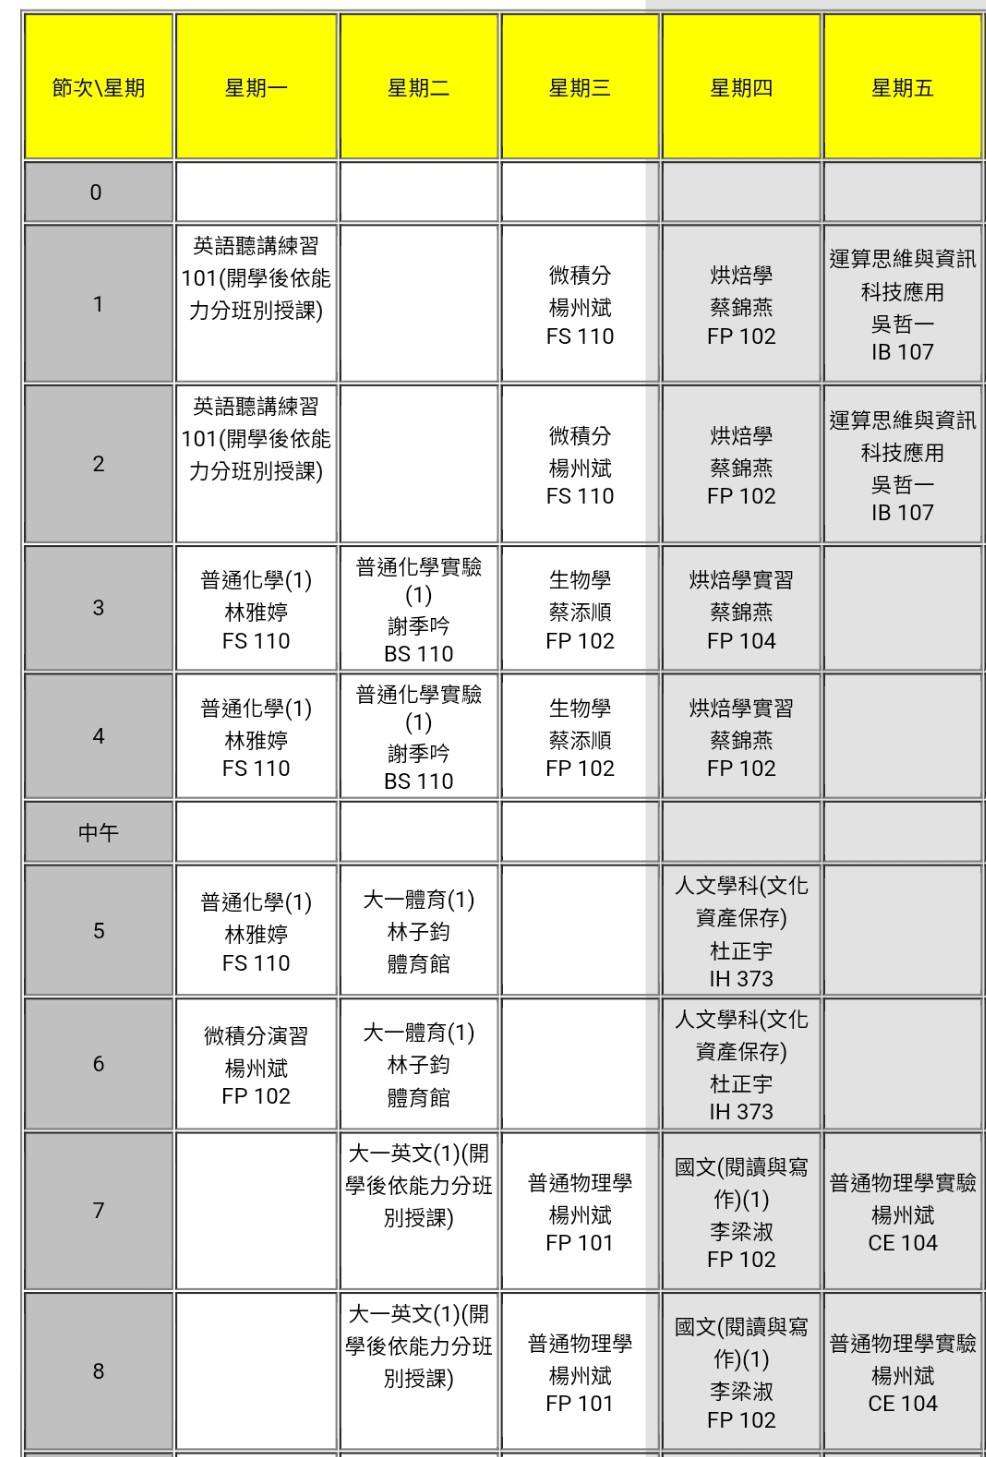 節次\星期
星期一
星期二
星期三
星期四
星期五
0
1
英語聽講練習
101(開學後依能
力分班別授課)
微積分
楊州斌
FS 110
烘焙學
蔡錦燕
FP 102
運算思維與資訊
科技應用
吳哲一
IB 107
2
英語聽講練習
101(開學後依能
力分班別授課)
微積分
楊州斌
FS 110
烘焙學
蔡錦燕
FP 102
運算思維與資訊
科技應用
吳哲一
IB 107
3
普通化學(1)
林雅婷
FS 110
普通化學實驗
(1)
謝季吟
BS 110
生物學
蔡添順
FP 102
烘焙學實習
蔡錦燕
FP 104
4
普通化學(1)
林雅婷
FS 110
普通化學實驗
(1)
謝季吟
BS 110
生物學
蔡添順
FP 102
烘焙學實習
蔡錦燕
FP 102
中午
5
普通化學(1)
林雅婷
FS 110
大一體育(1)
林子鈞
體育館
人文學科(文化
資產保存)
杜正宇
IH 373
6
微積分演習
楊州斌
FP 102
大一體育(1)
林子鈞
體育館
人文學科(文化
資產保存)
杜正宇
IH 373
7
大一英文(1)(開
學後依能力分班
別授課)
普通物理學
楊州斌
FP 101
國文(閱讀與寫
作)(1)
李梁淑
FP 102
普通物理學實驗
楊州斌
CE 104
8
大一英文(1)(開
學後依能力分班
別授課)
普通物理學
楊州斌
FP 101
國文(閱讀與寫
作)(1)
李梁淑
FP 102
普通物理學實驗
楊州斌
CE 104